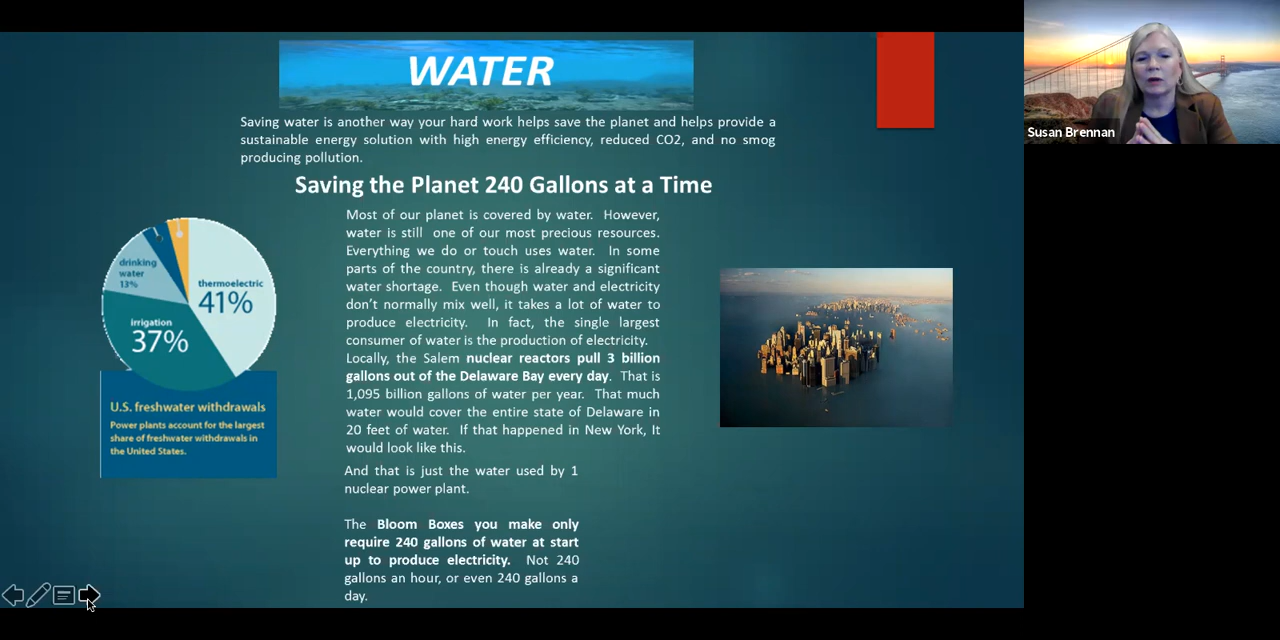 WATER
Saving water is another way your hard work helps save the planet and helps provide a
sustainable energy solution with high energy efficiency, reduced CO2, and no smog
producing pollution.
Saving the Planet 240 Gallons at a Time
Most of our planet is covered by water. However,
water is still one of our most precious resources.
Everything we do or touch uses water. In some
parts of the country, there is already a significant
water shortage. Even though water and electricity
don't normally mix well, it takes a lot of water to
produce electricity. In fact, the single largest
consumer of water is the production of electricity.
Locally, the Salem nuclear reactors pull 3 billion
gallons out of the Delaware Bay every day. That is
1,095 billion gallons of water per year. That much
water would cover the entire state of Delaware in
20 feet of water. If that happened in New York, It
would look like this.
And that is just the water used by 1
nuclear power plant.
The Bloom Boxes you make only
require 240 gallons of water at start
up to produce electricity. Not 240
gallons an hour, or even 240 gallons a
day.
drinking
water
13%
thermoelectric
41%
irrigation
37%
U.S. freshwater withdrawals
Power plants account for the largest
share of freshwater withdrawals in
the United States.
Susan Brennan